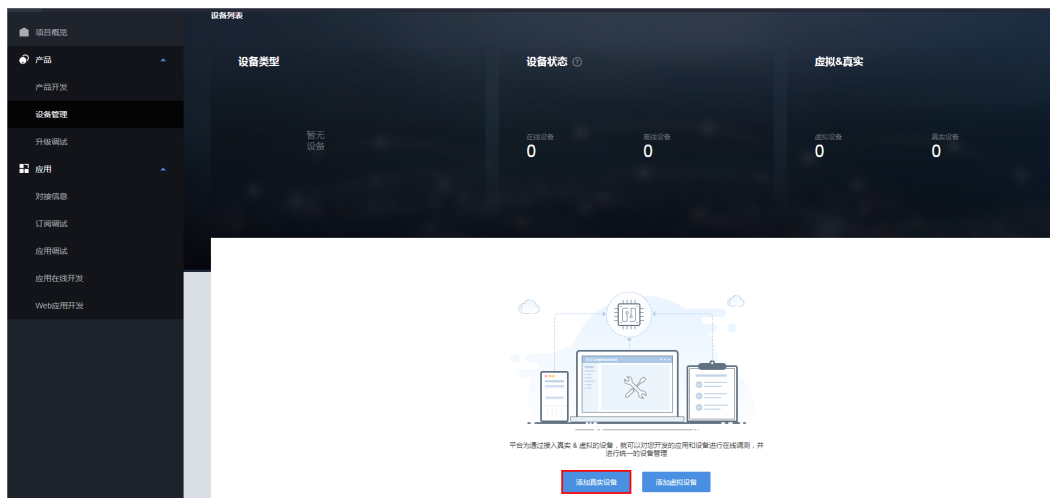 项目概览
产品
产品开发
设备管理
升级调试
应用
对接信息
订阅调试
应用调试
应用在线开发
Web应用开发
设备列表
设备类型
暂无
设备
设备状态
在线设备
0
离线设备
0
虚拟&真实
虚拟设备
0
真实设备
0
平台为通过接入真实 & 虚拟的设备，就可以对您开发的应用和设备进行在线调测，并
进行统一的设备管理
添加真实设备
添加虚拟设备